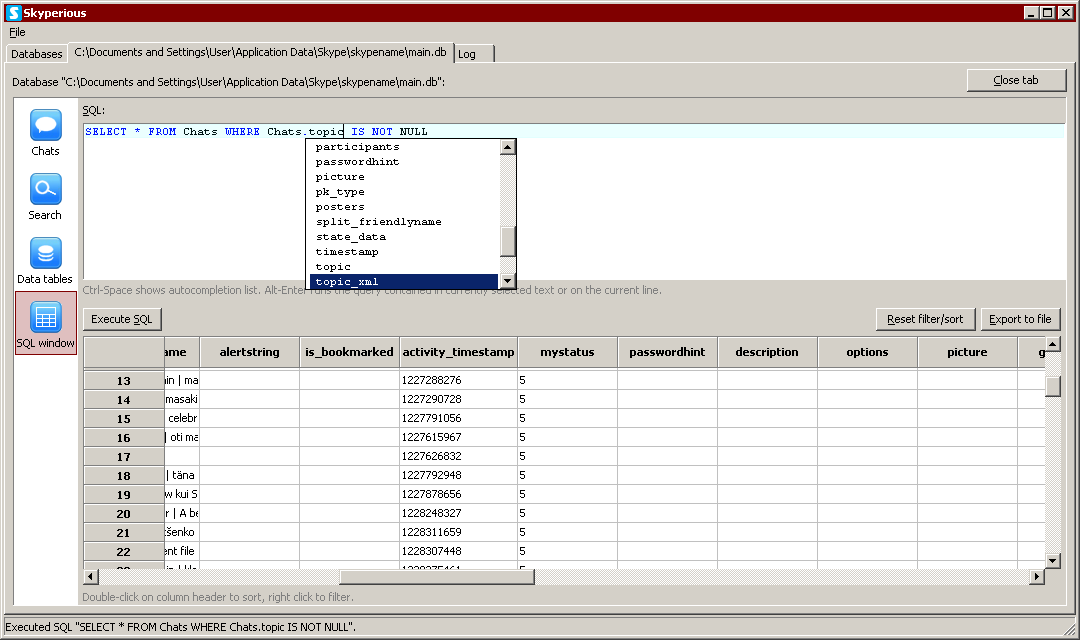 Skyperious
File
Databases C:\Documents and Settings\User\Application Data\Skype\skypename\main.db Log
Database "C:\Documents and Settings\User\Application Data\Skype\skypename\main.db": Close tab
Chats
Search
Data tables
SQL window
SQL:
SELECT * FROM Chats WHERE Chats.topic IS NOT NULL
participants
passwordhint
picture
pk_type
posters
split_friendlyname
state_data
timestamp
topic
topic_xml
Ctrl-Space shows autocompletion list. Alt-Enter runs the query contained in currently selected text or on the current line.
Execute SQL Reset filter/sort Export to file
ame alertstring is_bookmarked activity_timestamp mystatus passwordhint description options picture g
13 in | ma 1227288276 5
14 masaki 1227290728 5
15 celebr 1227791056 5
16 | oti ma 1227615967 5
17 1227626832 5
18 | täna 1227792948 5
19 w kui S 1227878656 5
20 r | A be 1228248327 5
21 tšenko 1228311659 5
22 ent file 1228307448 5
Double-click on column header to sort, right click to filter.
Executed SQL "SELECT * FROM Chats WHERE Chats.topic IS NOT NULL".